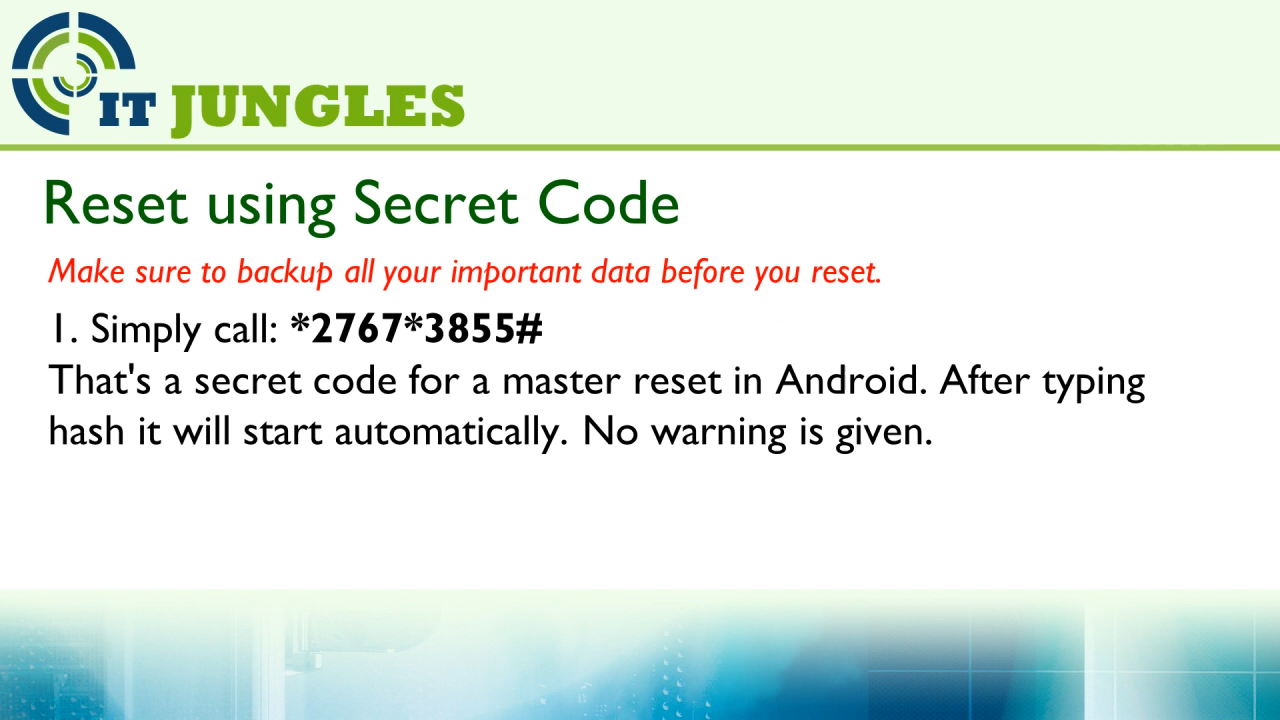 IT JUNGLES
Reset using Secret Code
Make sure to backup all your important data before you reset.
1. Simply call: *2767*3855#
That's a secret code for a master reset in Android. After typing
hash it will start automatically. No warning is given.